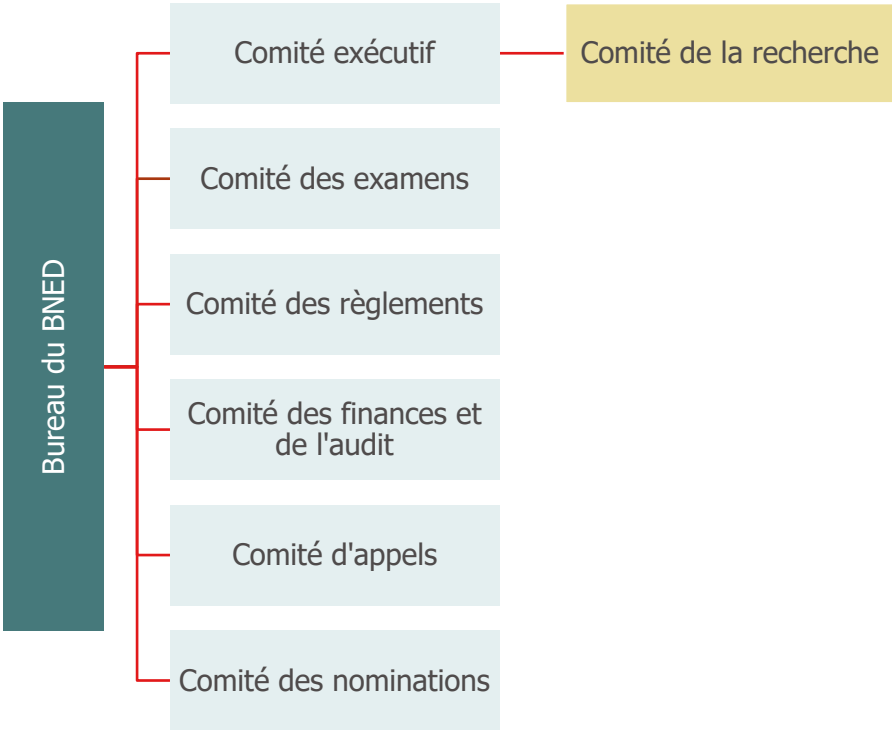 Bureau du BNED
Comité exécutif
Comité de la recherche
Comité des examens
Comité des règlements
Comité des finances et
de l'audit
Comité d'appels
Comité des nominations